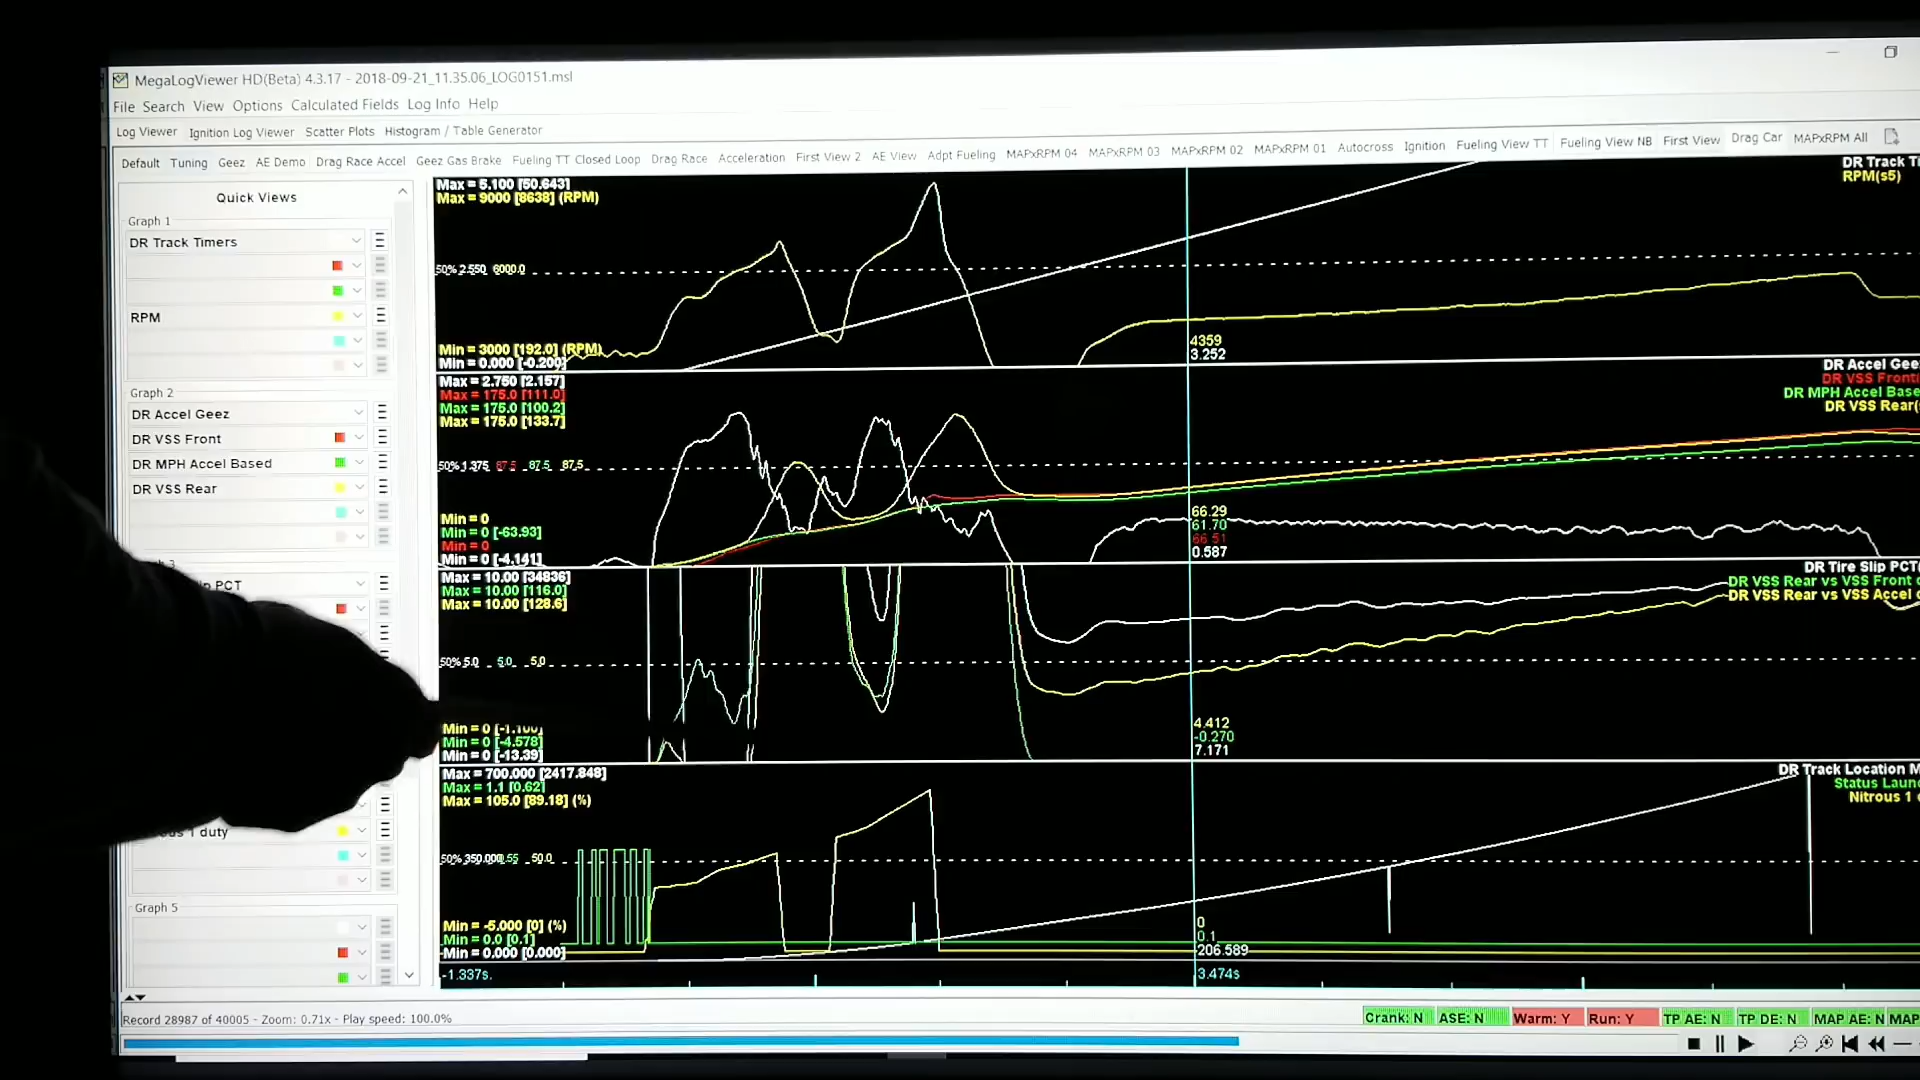 MegaLogViewer HD(Beta) 4.3.17 - 2018-09-21_11.35.06_LOG0151.msl
File Search View Options Calculated Fields Log Info Help
Log Viewer Ignition Log Viewer Scatter Plots Histogram / Table Generator
Default Tuning Geez AE Demo Drag Race Accel Geez Gas Brake Fueling TT Closed Loop Drag Race Acceleration First View 2 AE View Adpt Fueling MAPxRPM 04 MAPxRPM 03 MAPxRPM 02 MAPxRPM 01 Autocross Ignition Fueling View TT Fueling View NB First View Drag Car MAPxRPM All
Quick Views
Graph 1
DR Track Timers
RPM
Graph 2
DR Accel Geez
DR VSS Front
DR MPH Accel Based
DR VSS Rear
PCT
1 duty
Graph 5
Max = 5.100 [50.643]
Max = 9000 [8638] (RPM)
50% 2.550 6000.0
Min = 3000 [192.0] (RPM)
Min = 0.000 [-0.200]
DR Track Ti
RPM(s5)
4359
3.252
Max = 2.750 [2.157]
Max = 175.0 [111.0]
Max = 175.0 [100.2]
Max = 175.0 [133.7]
50% 1.375 87.5 87.5 87.5
Min = 0
Min = 0 [-63.93]
Min = 0
Min = 0 [-4.141]
DR Accel Geez
DR VSS Front(
DR MPH Accel Base
DR VSS Rear(
66.29
61.70
66.51
0.587
Max = 10.00 [34836]
Max = 10.00 [116.0]
Max = 10.00 [128.6]
50% 5.0 5.0 5.0
Min = 0 [-1.100]
Min = 0 [-4.578]
Min = 0 [-13.39]
DR Tire Slip PCT(
DR VSS Rear vs VSS Front
DR VSS Rear vs VSS Accel
4.412
-0.270
7.171
Max = 700.000 [2417.848]
Max = 1.1 [0.62]
Max = 105.0 [89.18] (%)
50% 350.000 0.55 50.0
Min = -5.000 [0] (%)
Min = 0.0 [0.1]
Min = 0.000 [0.000]
DR Track Location M
Status Laun
Nitrous 1
0
0.1
206.589
-1.337s.
3.474s
Record 28987 of 40005 - Zoom: 0.71x - Play speed: 100.0%
Crank: N ASE: N Warm: Y Run: Y TP AE: N TP DE: N MAP AE: N MAP